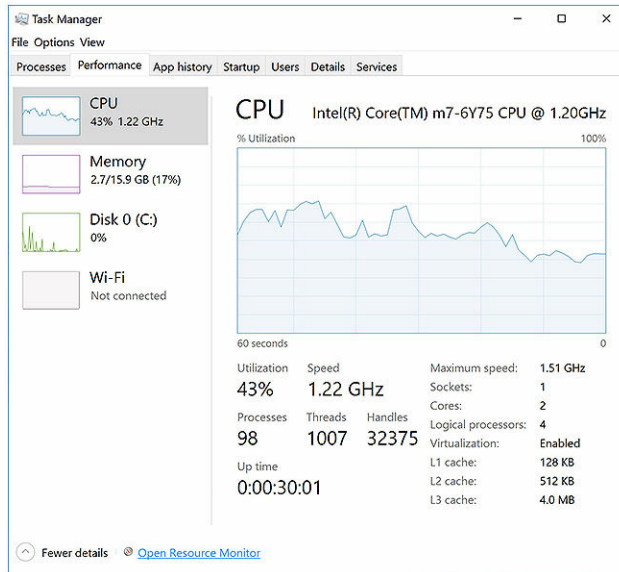 Task Manager
File Options View
Processes Performance App history Startup Users Details Services
CPU
43% 1.22 GHz
Memory
2.7/15.9 GB (17%)
Disk 0 (C:)
0%
Wi-Fi
Not connected
CPU Intel(R) Core(TM) m7-6Y75 CPU @ 1.20GHz
% Utilization 100%
60 seconds 0
Utilization Speed
43% 1.22 GHz
Processes Threads Handles
98 1007 32375
Up time
0:00:30:01
Maximum speed: 1.51 GHz
Sockets: 1
Cores: 2
Logical processors: 4
Virtualization: Enabled
L1 cache: 128 KB
L2 cache: 512 KB
L3 cache: 4.0 MB
Fewer details Open Resource Monitor